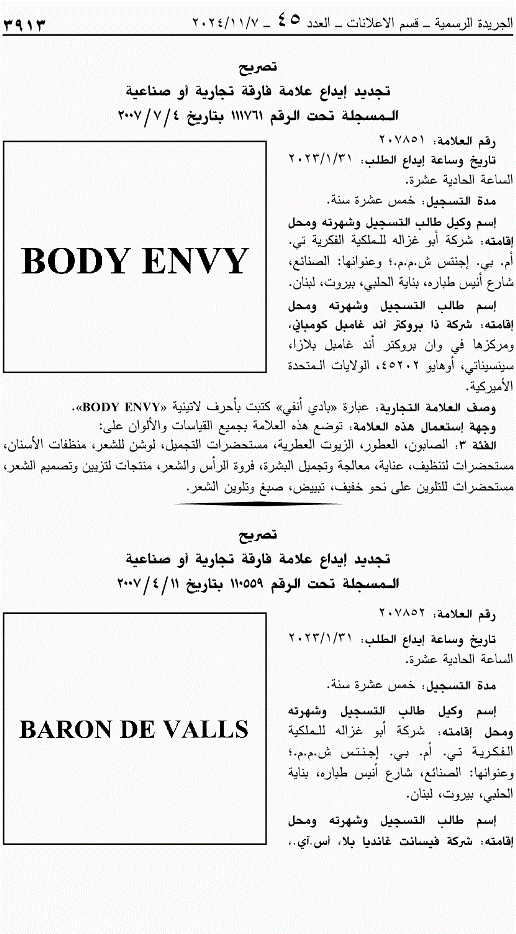 الجريدة الرسمية ــ قسم الاعلانات ــ العدد ٤٥ ــ ٢٠٢٤/١١/٧
٣٩١٣
تصريح
تجديد إيداع علامة فارقة تجارية أو صناعية
الـمسجلة تحت الرقم ١١١٧٦١ بتاريخ ٢٠٠٧/٧/٤
رقم العلامة: ٢٠٧٨٥١
تاريخ وساعة إيداع الطلب: ٢٠٢٣/١/٣١
الساعة الحادية عشرة.
مدة التسجيل: خمس عشرة سنة.
إسم وكيل طالب التسجيل وشهرته ومحل
إقامته: شركة أبو غزاله للـملكية الفكرية تي.
أم. بي. إجنتس ش.م.م.؛ وعنوانها: الصنائع،
شارع أنيس طباره، بناية الحلبي، بيروت، لبنان.
إسم طالب التسجيل وشهرته ومحل
إقامته: شركة ذا بروكتر أند غامبل كومباني،
ومركزها في وان بروكتر أند غامبل بلازا،
سينسيناتي، أوهايو ٤٥٢٠٢، الولايات الـمتحدة
الأميركية.
BODY ENVY
وصف العلامة التجارية: عبارة «بادي أنفي» كتبت بأحرف لاتينية «BODY ENVY».
وجهة إستعمال هذه العلامة: توضع هذه العلامة بجميع القياسات والألوان على:
الفئة ٣: الصابون، العطور، الزيوت العطرية، مستحضرات التجميل، لوشن للشعر، منظفات الأسنان،
مستحضرات لتنظيف، عناية، معالجة وتجميل البشرة، فروة الرأس والشعر، منتجات لتزيين وتصميم الشعر،
مستحضرات للتلوين على نحو خفيف، تبييض، صبغ وتلوين الشعر.
تصريح
تجديد إيداع علامة فارقة تجارية أو صناعية
الـمسجلة تحت الرقم ١١٠٥٥٩ بتاريخ ٢٠٠٧/٤/١١
رقم العلامة: ٢٠٧٨٥٢
تاريخ وساعة إيداع الطلب: ٢٠٢٣/١/٣١
الساعة الحادية عشرة.
مدة التسجيل: خمس عشرة سنة.
إسم وكيل طالب التسجيل وشهرته
ومحل إقامته: شركة أبو غزاله للـملكية
الفكرية تي. أم. بي. إجنتس ش.م.م.؛
وعنوانها: الصنائع، شارع أنيس طباره، بناية
الحلبي، بيروت، لبنان.
إسم طالب التسجيل وشهرته ومحل
إقامته: شركة فيسانت غانديا بلا، أس.آي.،
BARON DE VALLS